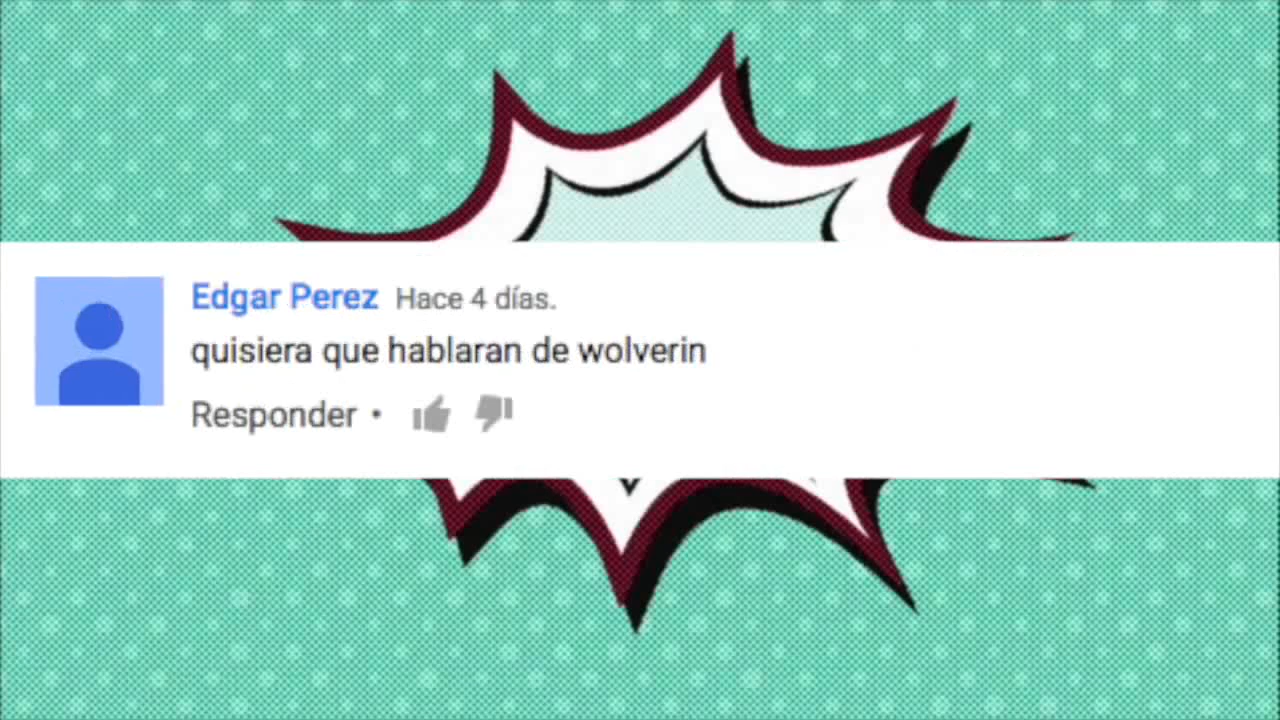 Edgar Perez Hace 4 días.
quisiera que hablaran de wolverin
Responder •